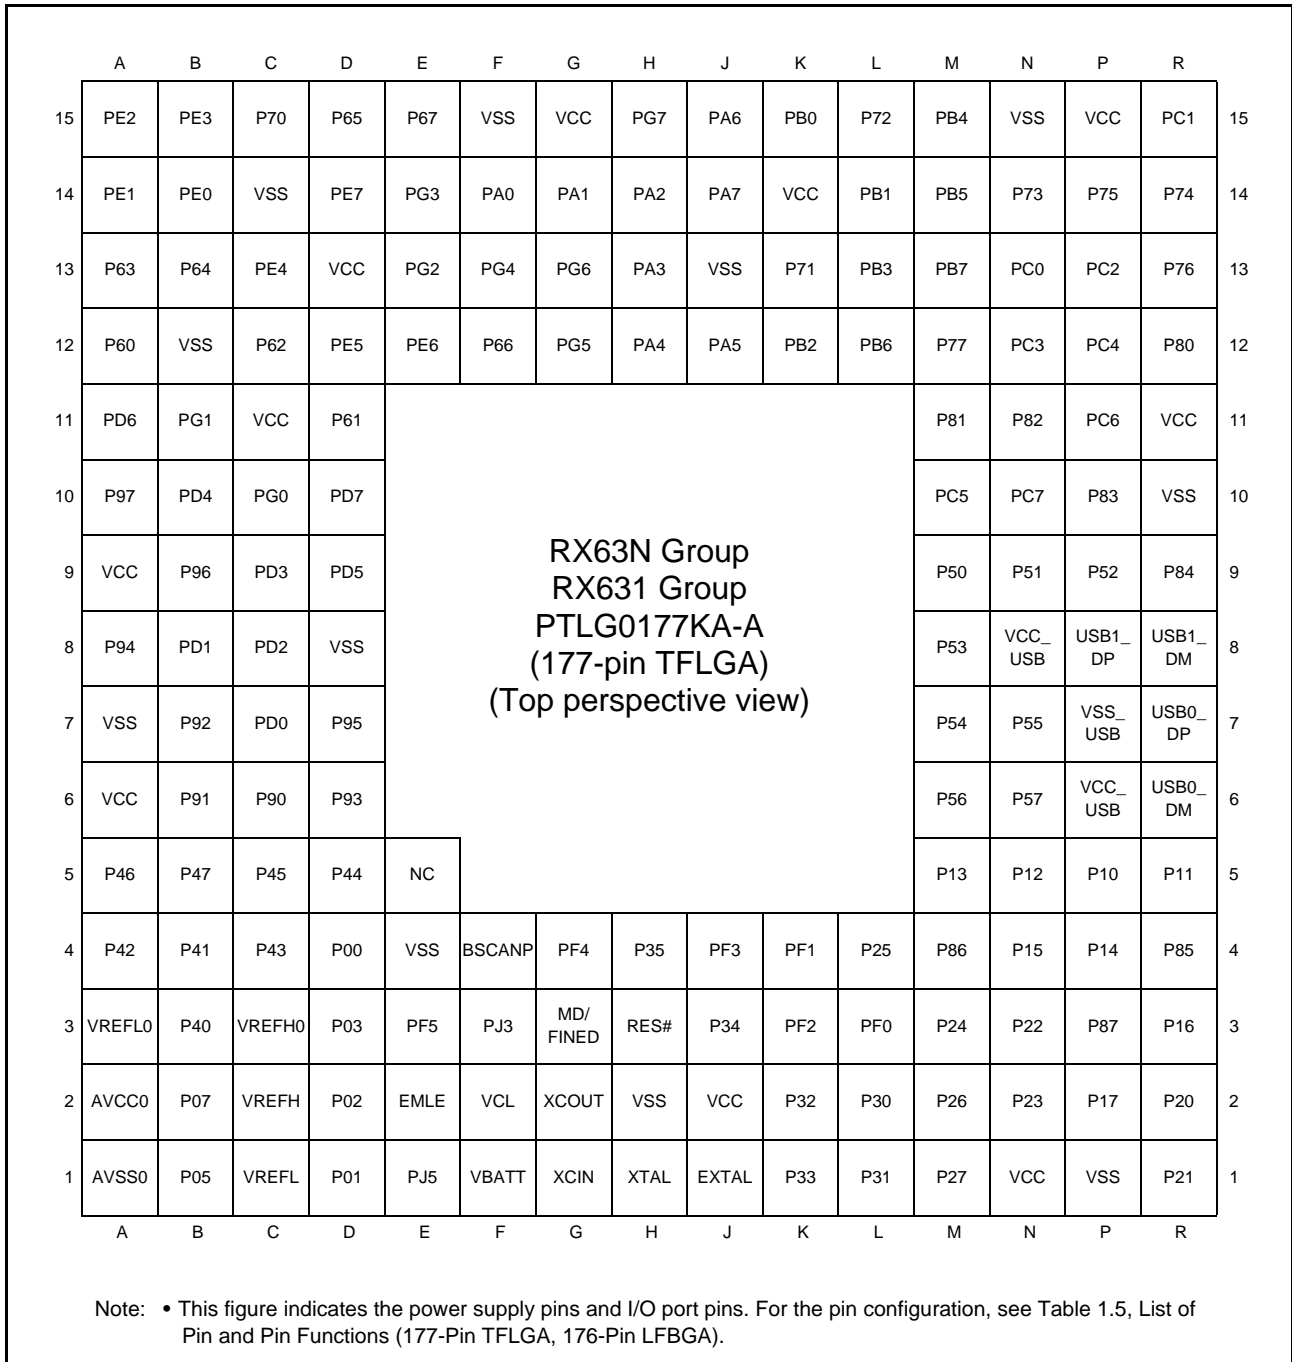 A B C D E F G H J K L M N P R
15 PE2 PE3 P70 P65 P67 VSS VCC PG7 PA6 PB0 P72 PB4 VSS VCC PC1 15
14 PE1 PE0 VSS PE7 PG3 PA0 PA1 PA2 PA7 VCC PB1 PB5 P73 P75 P74 14
13 P63 P64 PE4 VCC PG2 PG4 PG6 PA3 VSS P71 PB3 PB7 PC0 PC2 P76 13
12 P60 VSS P62 PE5 PE6 P66 PG5 PA4 PA5 PB2 PB6 P77 PC3 PC4 P80 12
11 PD6 PG1 VCC P61 P81 P82 PC6 VCC 11
10 P97 PD4 PG0 PD7 PC5 PC7 P83 VSS 10
9 VCC P96 PD3 PD5 P50 P51 P52 P84 9
8 P94 PD1 PD2 VSS P53 VCC_USB USB1_DP USB1_DM 8
7 VSS P92 PD0 P95 P54 P55 VSS_USB USB0_DP 7
6 VCC P91 P90 P93 P56 P57 VCC_USB USB0_DM 6
5 P46 P47 P45 P44 NC P13 P12 P10 P11 5
RX63N Group
RX631 Group
PTLG0177KA-A
(177-pin TFLGA)
(Top perspective view)
4 P42 P41 P43 P00 VSS BSCANP PF4 P35 PF3 PF1 P25 P86 P15 P14 P85 4
3 VREFL0 P40 VREFH0 P03 PF5 PJ3 MD/FINED RES# P34 PF2 PF0 P24 P22 P87 P16 3
2 AVCC0 P07 VREFH P02 EMLE VCL XCOUT VSS VCC P32 P30 P26 P23 P17 P20 2
1 AVSS0 P05 VREFL P01 PJ5 VBATT XCIN XTAL EXTAL P33 P31 P27 VCC VSS P21 1
A B C D E F G H J K L M N P R
Note: • This figure indicates the power supply pins and I/O port pins. For the pin configuration, see Table 1.5, List of
Pin and Pin Functions (177-Pin TFLGA, 176-Pin LFBGA).